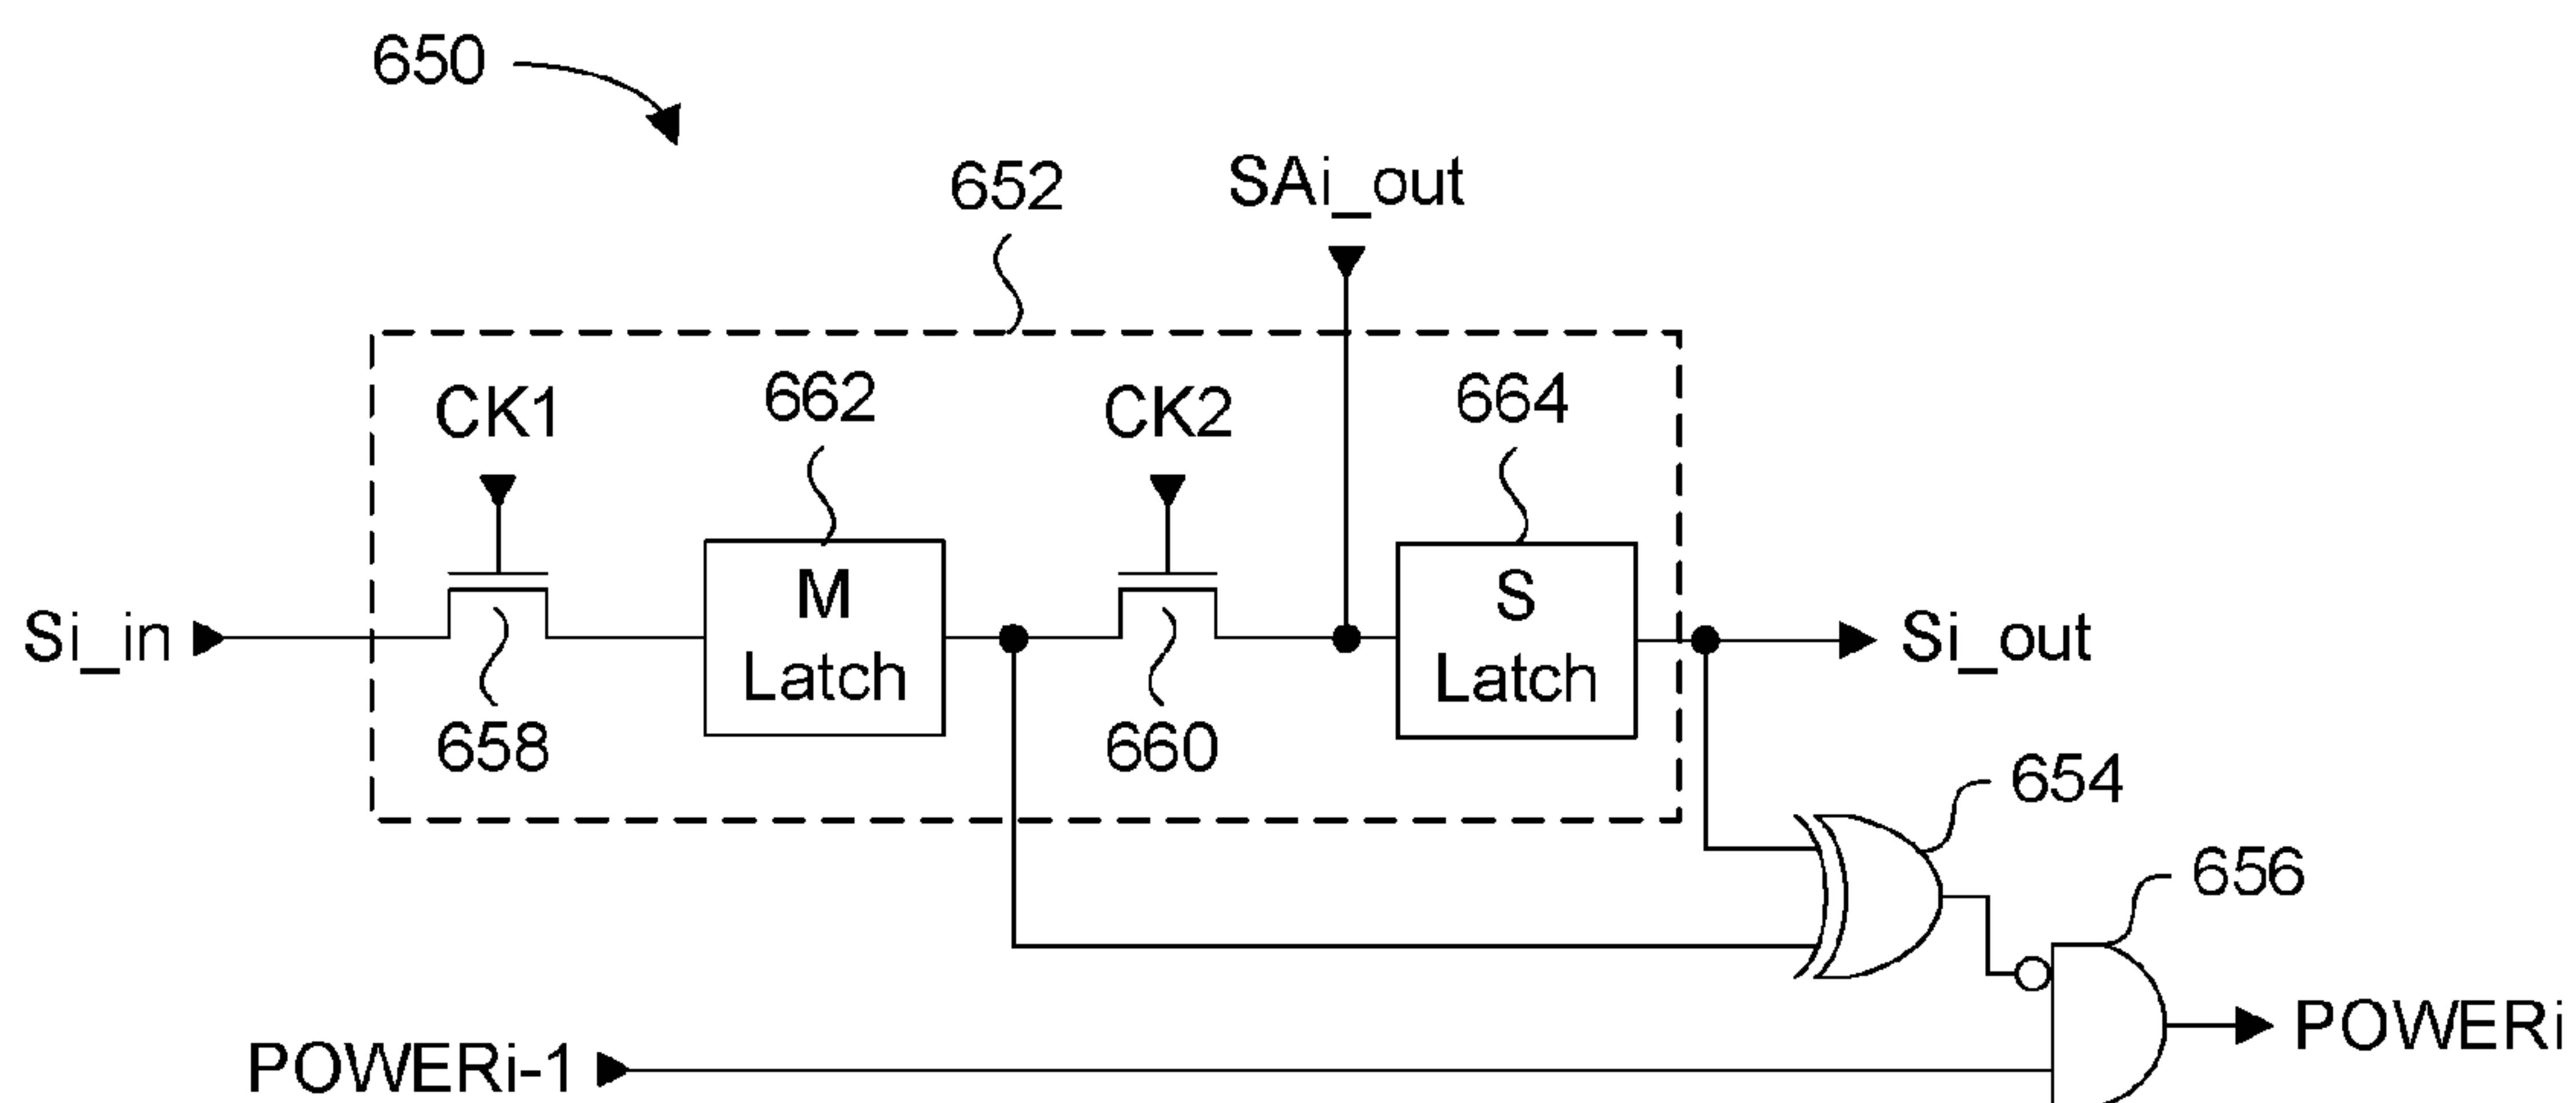 650
652
SAi_out
CK1
662
CK2
664
M
Latch
S
Latch
Si_in
Si_out
658
660
654
656
POWERi-1
POWERi